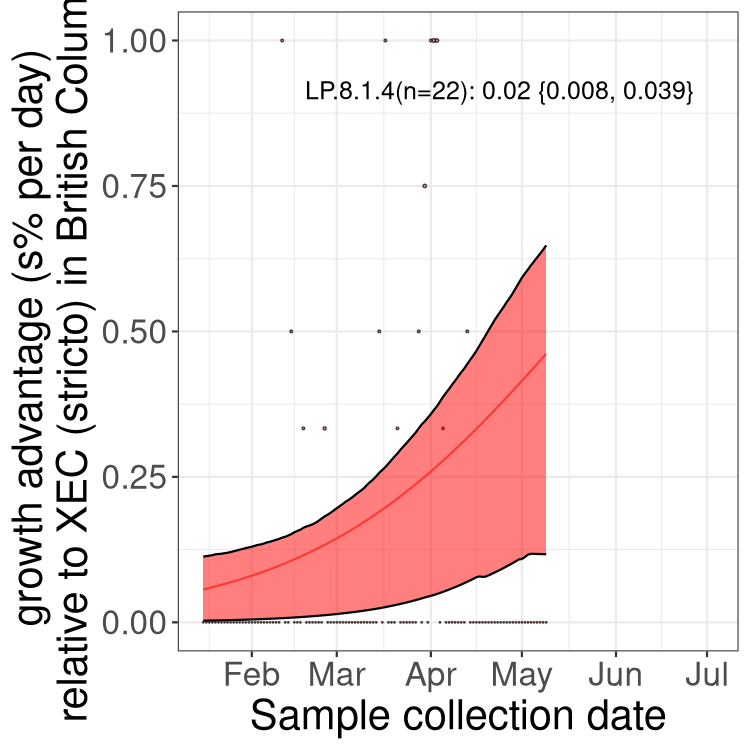 growth advantage (s% per day)
relative to XEC (stricto) in British Colum
1.00
0.75
0.50
0.25
0.00
LP.8.1.4(n=22): 0.02 {0.008, 0.039}
Feb Mar Apr May Jun Jul
Sample collection date